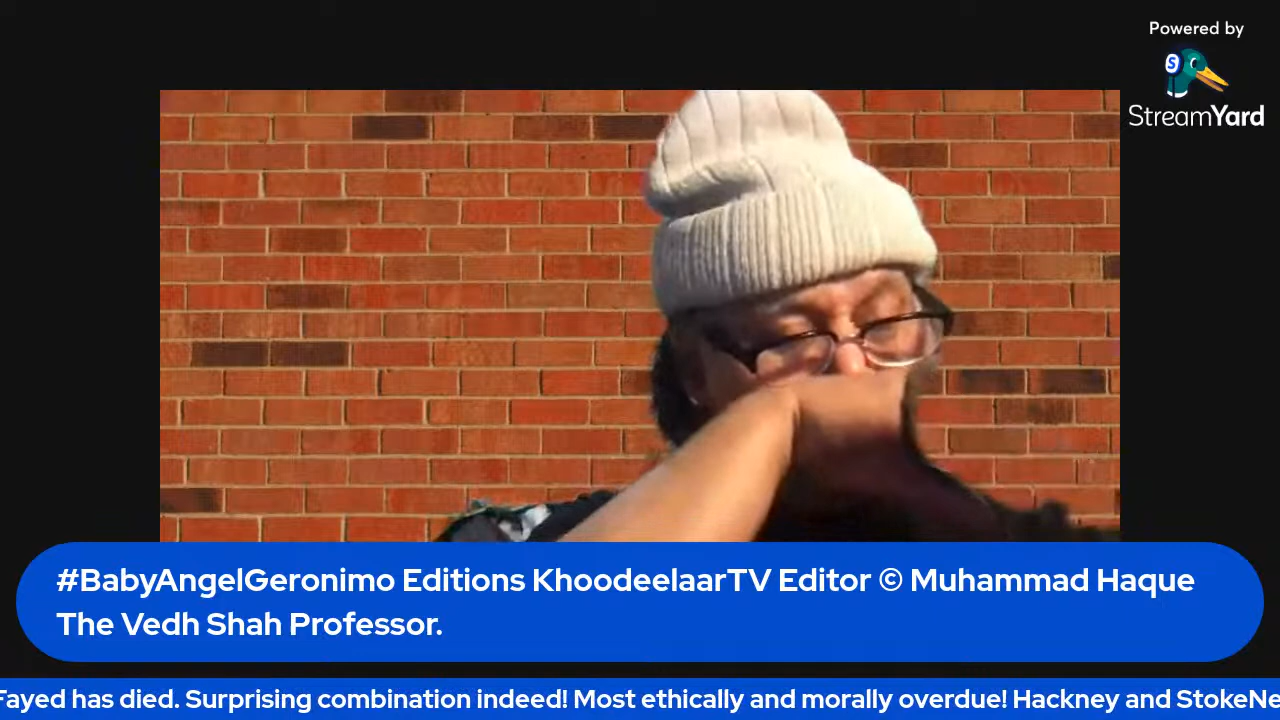 Powered by
StreamYard
#BabyAngelGeronimo Editions KhoodeelaarTV Editor © Muhammad Haque
The Vedh Shah Professor.
Fayed has died. Surprising combination indeed! Most ethically and morally overdue! Hackney and StokeNe